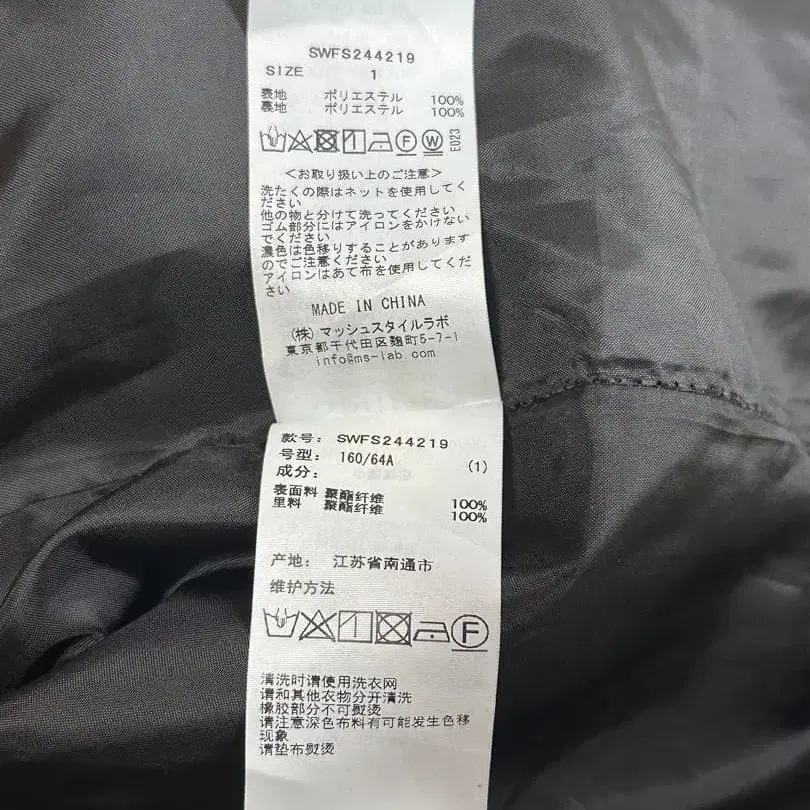 SWFS244219
SIZE 1
表地 ポリエステル 100%
裏地 ポリエステル 100%
F W E023
<お取り扱い上のご注意>
洗たくの際はネットを使用してく
ださい
他の物と分けて洗ってください
ゴム部分にはアイロンをかけない
でください
濃色は色移りすることがあります
のでご注意ください
アイロンはあて布を使用してくだ
さい
MADE IN CHINA
(株)マッシュスタイルラボ
東京都千代田区麹町5-7-1
info@ms-lab.com
款号: SWFS244219
号型: 160/64A (1)
成分:
表面料 聚酯纤维 100%
里料 聚酯纤维 100%
产地: 江苏省南通市
维护方法
F
清洗时请使用洗衣网
请和其他衣物分开清洗
橡胶部分不可熨烫
请注意深色布料有可能发生色移
现象
请垫布熨烫